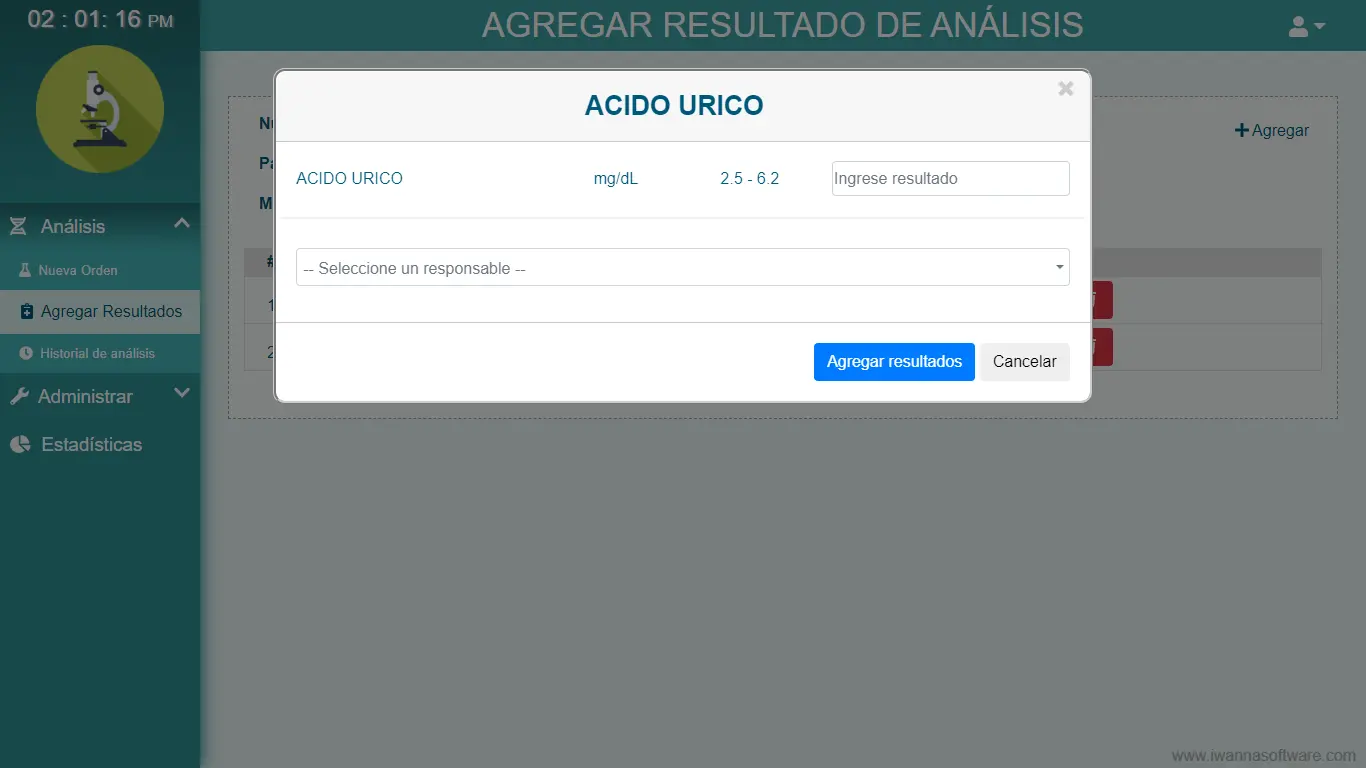 02 : 01: 16 PM
AGREGAR RESULTADO DE ANÁLISIS
ACIDO URICO
Agregar
ACIDO URICO mg/dL 2.5 - 6.2 Ingrese resultado
-- Seleccione un responsable --
Agregar resultados Cancelar
Análisis
Nueva Orden
Agregar Resultados
Historial de análisis
Administrar
Estadísticas
#
1
2
www.iwannasoftware.com